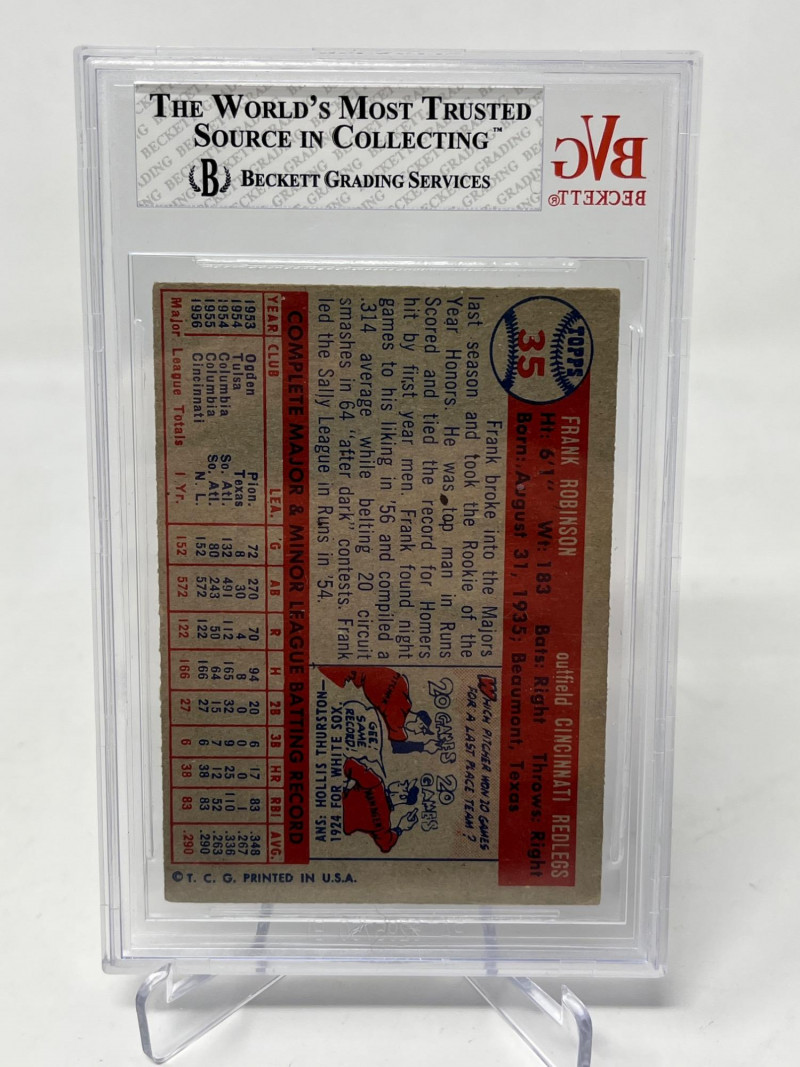 THE WORLD'S MOST TRUSTED
SOURCE IN COLLECTING™
B BECKETT GRADING SERVICES
BVG
BECKETT®
TOPPS
35
FRANK ROBINSON outfield CINCINNATI REDLEGS
Ht: 6'1" Wt: 183 Bats: Right Throws: Right
Born: August 31, 1935; Beaumont, Texas
Frank broke into the Majors
last season and took the Rookie of the
Year Honors. He was top man in Runs
Scored and tied the record for Homers
hit by first year men. Frank found night
games to his liking in '56 and compiled a
.314 average while belting 20 circuit
smashes in 64 "after dark" contests. Frank
led the Sally League in Runs in '54.
WHICH PITCHER WON 20 GAMES
FOR A LAST PLACE TEAM?
20 GAMES
20 GAMES
GEE!
SAME
RECORD!
ANS: HOLLIS THURSTON—
1924 FOR WHITE SOX.
COMPLETE MAJOR & MINOR LEAGUE BATTING RECORD
YEAR CLUB LEA. G AB R H 2B 3B HR RBI AVG.
1953 Ogden Pion. 72 270 70 94 20 6 17 83 .348
1954 Tulsa Texas 8 30 4 8 0 0 0 1 .267
1954 Columbia So. Atl. 132 491 112 165 32 9 25 110 .336
1955 Columbia So. Atl. 80 243 50 64 15 7 12 52 .263
1956 Cincinnati N. L. 152 572 122 166 27 6 38 83 .290
Major League Totals 1 Yr. 152 572 122 166 27 6 38 83 .290
© T. C. G. PRINTED IN U.S.A.